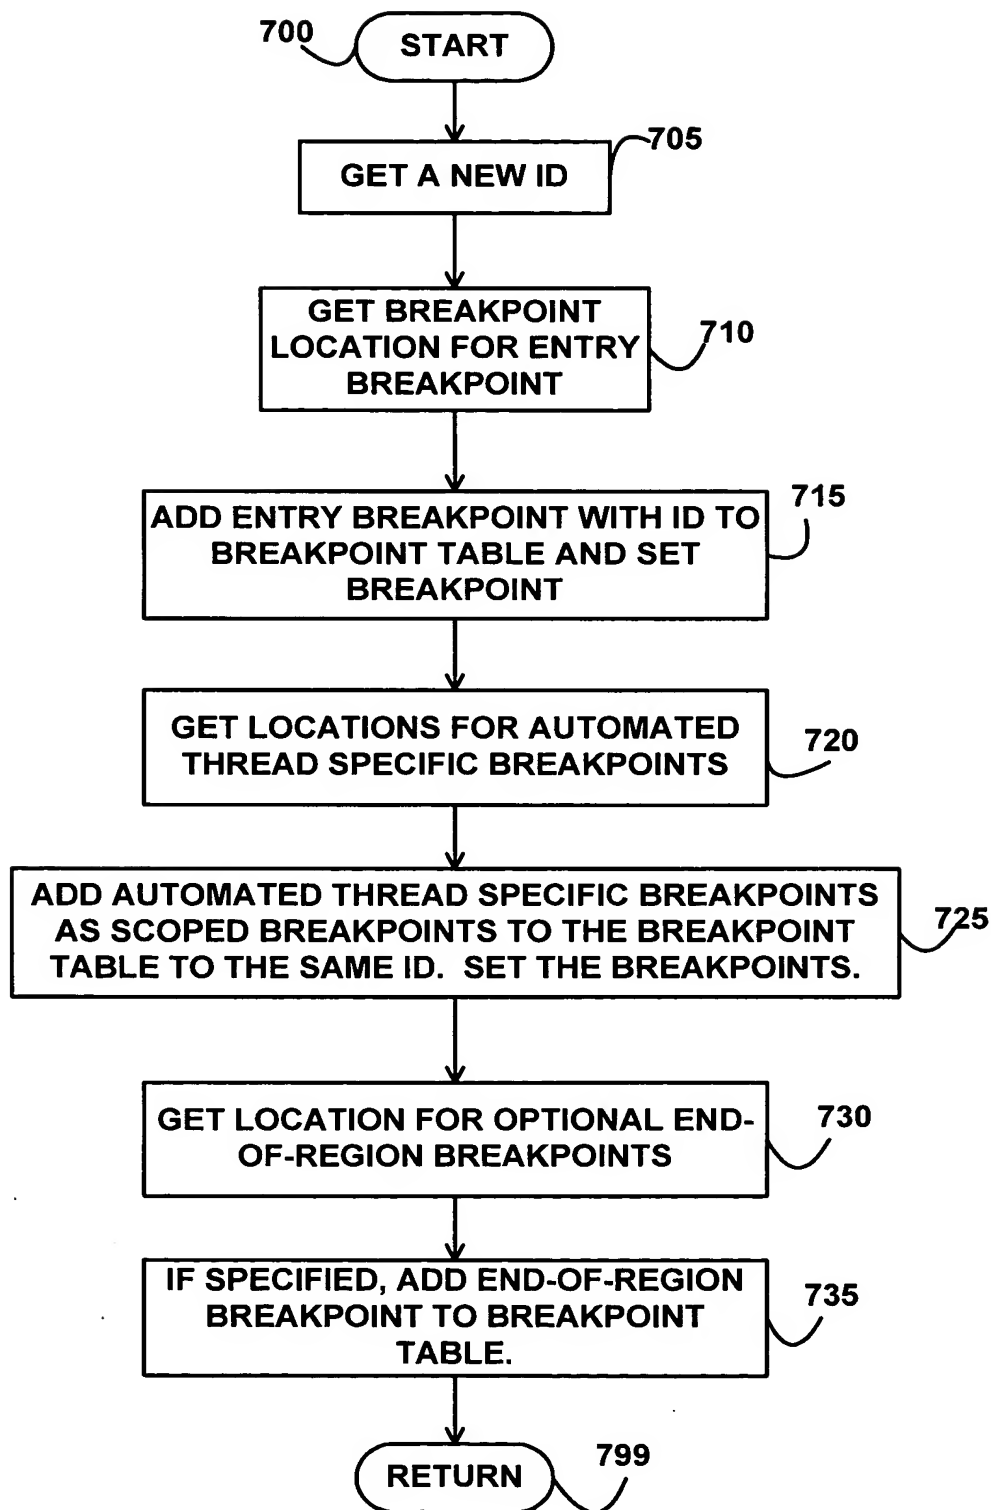 700
START
705
GET A NEW ID
GET BREAKPOINT
LOCATION FOR ENTRY
BREAKPOINT
710
715
ADD ENTRY BREAKPOINT WITH ID TO
BREAKPOINT TABLE AND SET
BREAKPOINT
GET LOCATIONS FOR AUTOMATED
THREAD SPECIFIC BREAKPOINTS
720
ADD AUTOMATED THREAD SPECIFIC BREAKPOINTS
AS SCOPED BREAKPOINTS TO THE BREAKPOINT
TABLE TO THE SAME ID. SET THE BREAKPOINTS.
725
GET LOCATION FOR OPTIONAL END-
OF-REGION BREAKPOINTS
730
IF SPECIFIED, ADD END-OF-REGION
BREAKPOINT TO BREAKPOINT
TABLE.
735
RETURN
799